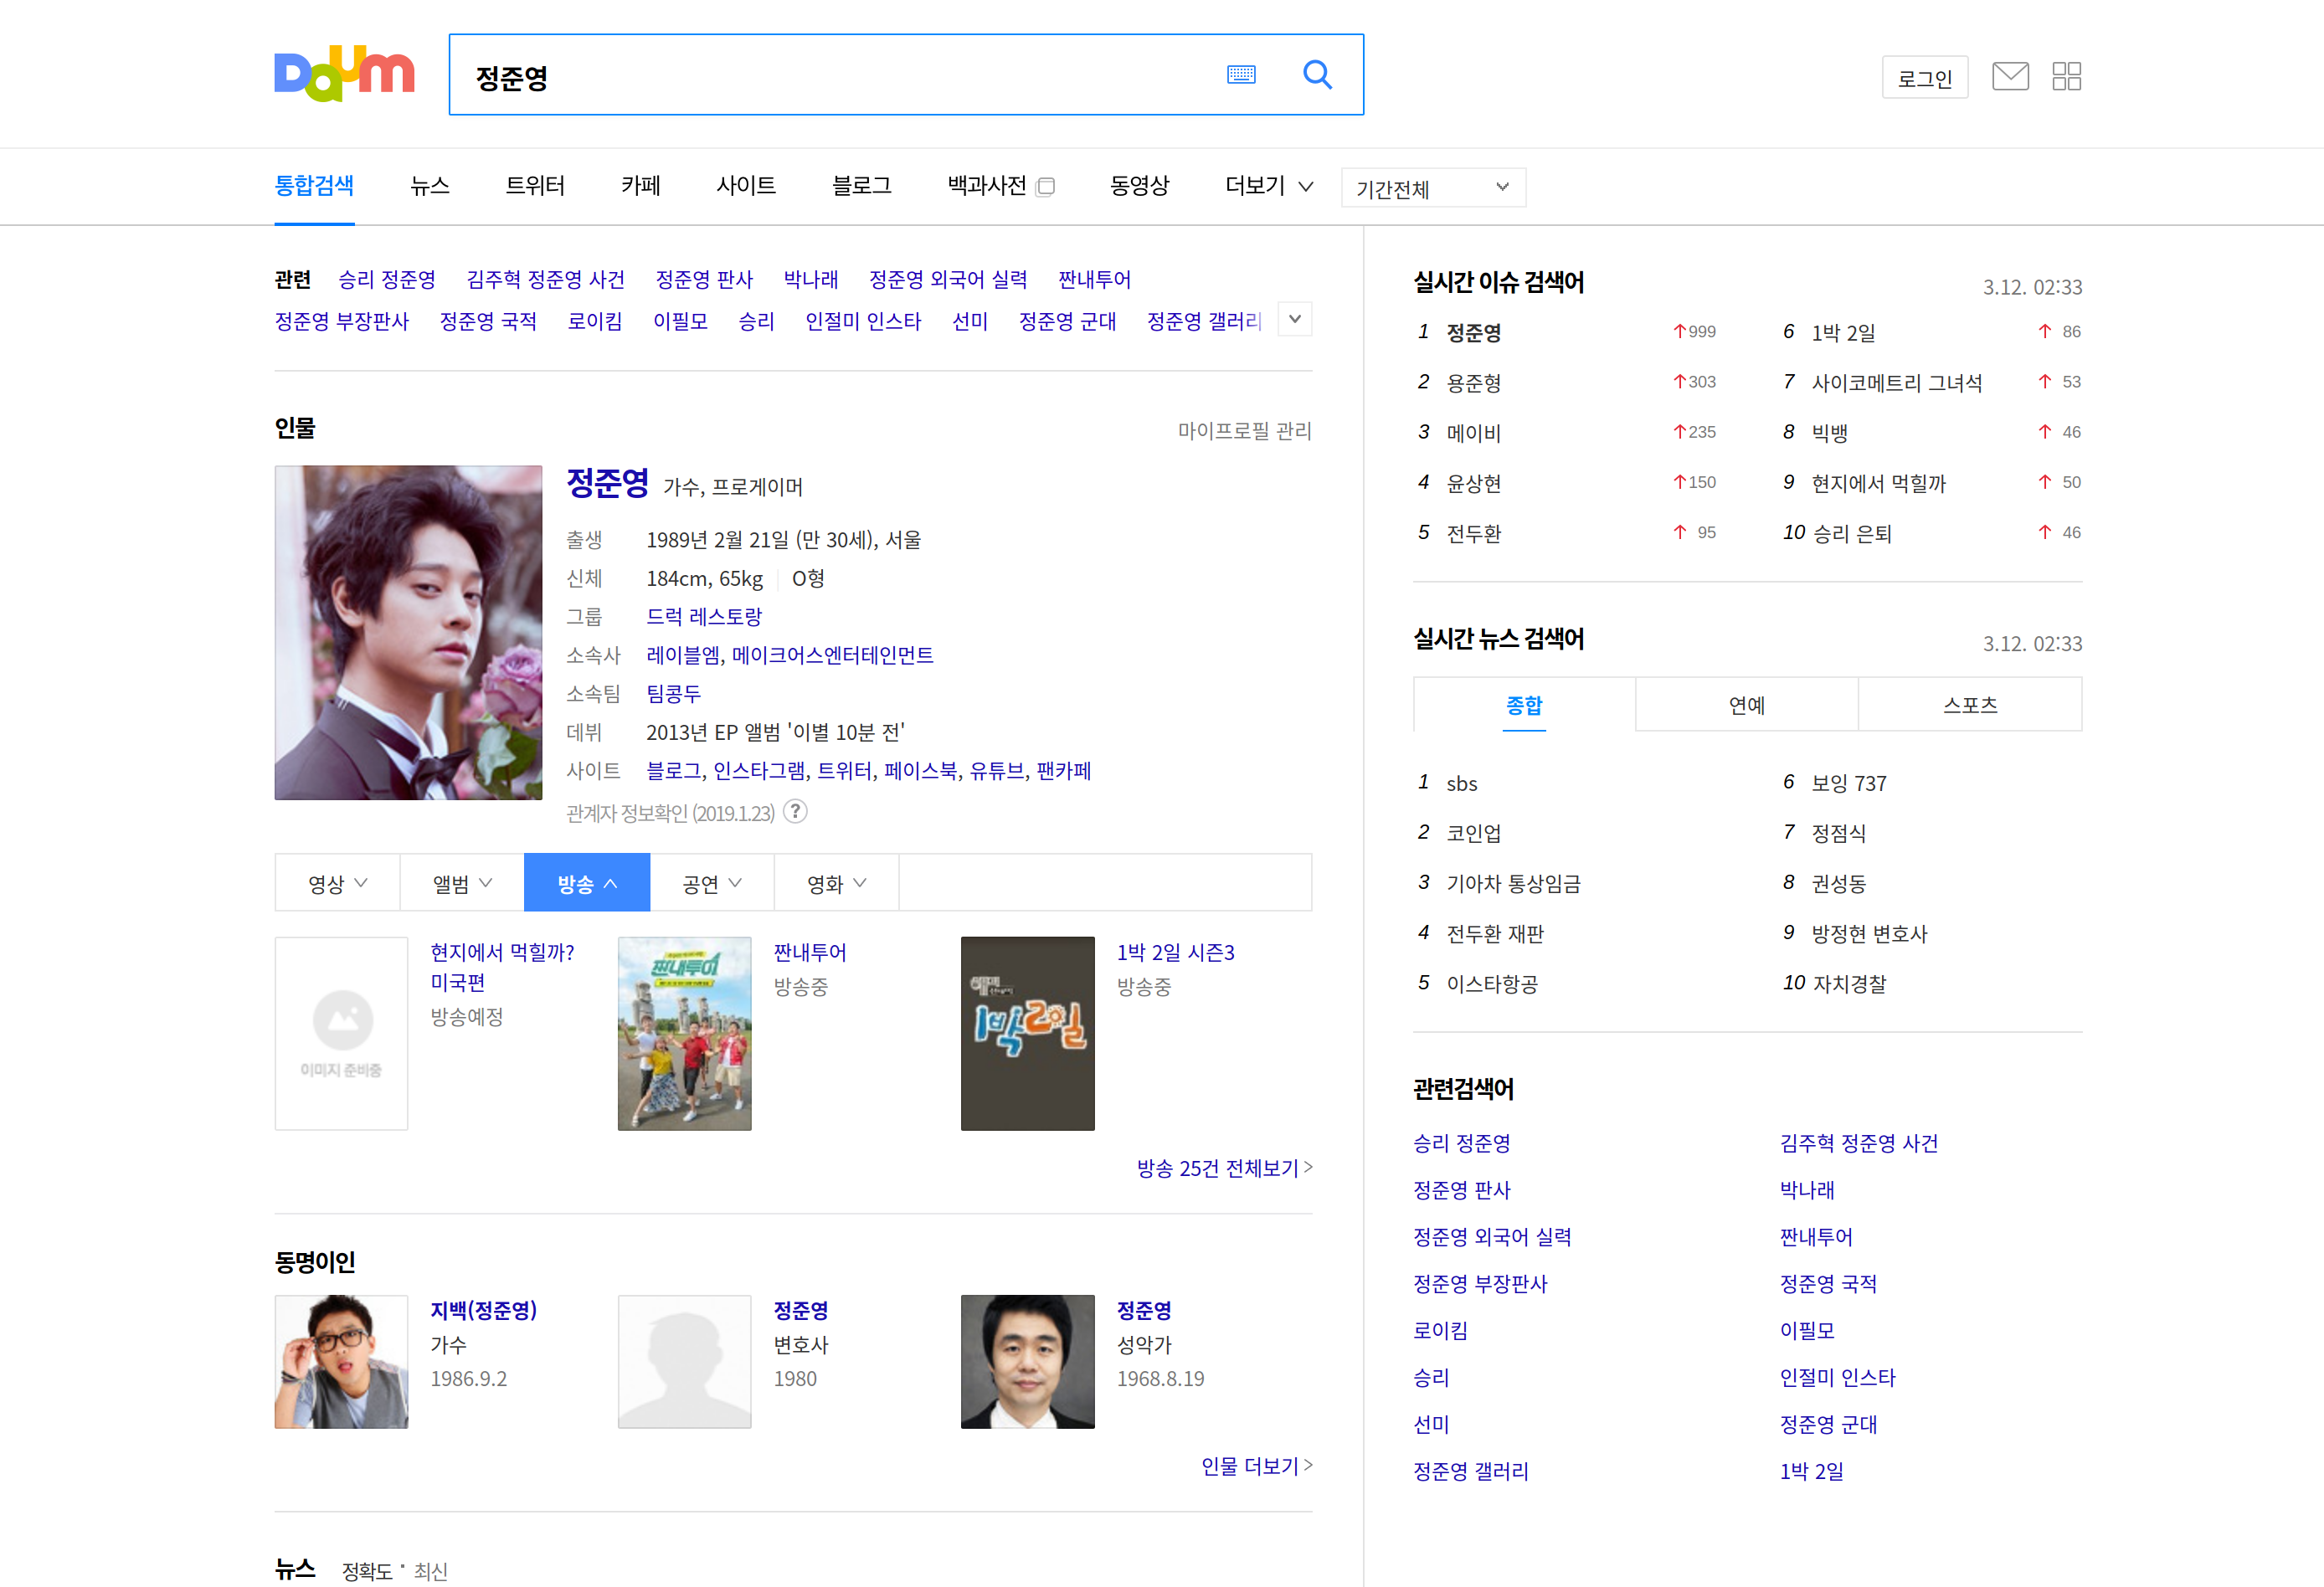 Daum
정준영
로그인
통합검색 뉴스 트위터 카페 사이트 블로그 백과사전 동영상 더보기 기간전체
관련 승리 정준영 김주혁 정준영 사건 정준영 판사 박나래 정준영 외국어 실력 짠내투어
정준영 부장판사 정준영 국적 로이킴 이필모 승리 인절미 인스타 선미 정준영 군대 정준영 갤러리
인물 마이프로필 관리
정준영 가수, 프로게이머
출생 1989년 2월 21일 (만 30세), 서울
신체 184cm, 65kg O형
그룹 드럭 레스토랑
소속사 레이블엠, 메이크어스엔터테인먼트
소속팀 팀콩두
데뷔 2013년 EP 앨범 '이별 10분 전'
사이트 블로그, 인스타그램, 트위터, 페이스북, 유튜브, 팬카페
관계자 정보확인 (2019.1.23) ?
영상 앨범 방송 공연 영화
이미지 준비중
현지에서 먹힐까?
미국편
방송예정
짠내투어
짠내투어
방송중
1박2일
1박 2일 시즌3
방송중
방송 25건 전체보기 >
동명이인
지백(정준영)
가수
1986.9.2
정준영
변호사
1980
정준영
성악가
1968.8.19
인물 더보기 >
뉴스 정확도 · 최신
실시간 이슈 검색어 3.12. 02:33
1 정준영 ↑999
2 용준형 ↑303
3 메이비 ↑235
4 윤상현 ↑150
5 전두환 ↑ 95
6 1박 2일 ↑ 86
7 사이코메트리 그녀석 ↑ 53
8 빅뱅 ↑ 46
9 현지에서 먹힐까 ↑ 50
10 승리 은퇴 ↑ 46
실시간 뉴스 검색어 3.12. 02:33
종합 연예 스포츠
1 sbs
2 코인업
3 기아차 통상임금
4 전두환 재판
5 이스타항공
6 보잉 737
7 정점식
8 권성동
9 방정현 변호사
10 자치경찰
관련검색어
승리 정준영 김주혁 정준영 사건
정준영 판사 박나래
정준영 외국어 실력 짠내투어
정준영 부장판사 정준영 국적
로이킴 이필모
승리 인절미 인스타
선미 정준영 군대
정준영 갤러리 1박 2일